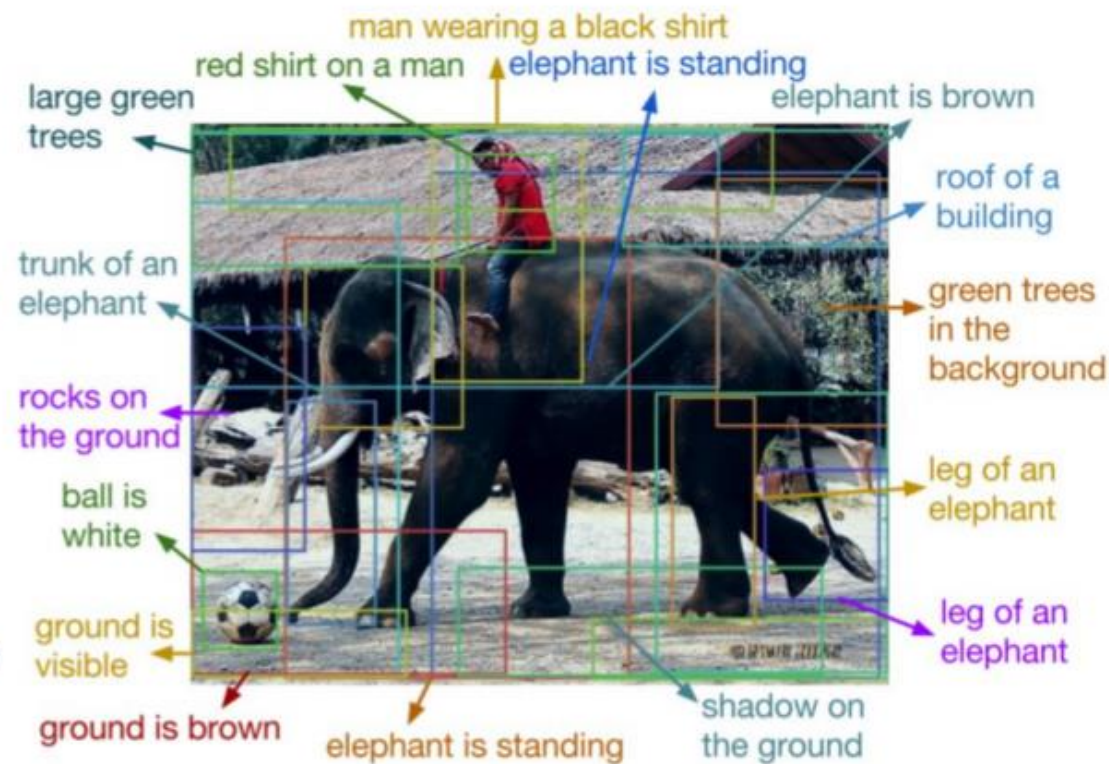 man wearing a black shirt
red shirt on a man
elephant is standing
large green
trees
elephant is brown
roof of a
building
trunk of an
elephant
green trees
in the
background
rocks on
the ground
leg of an
elephant
ball is
white
leg of an
elephant
ground is
visible
shadow on
the ground
ground is brown
elephant is standing